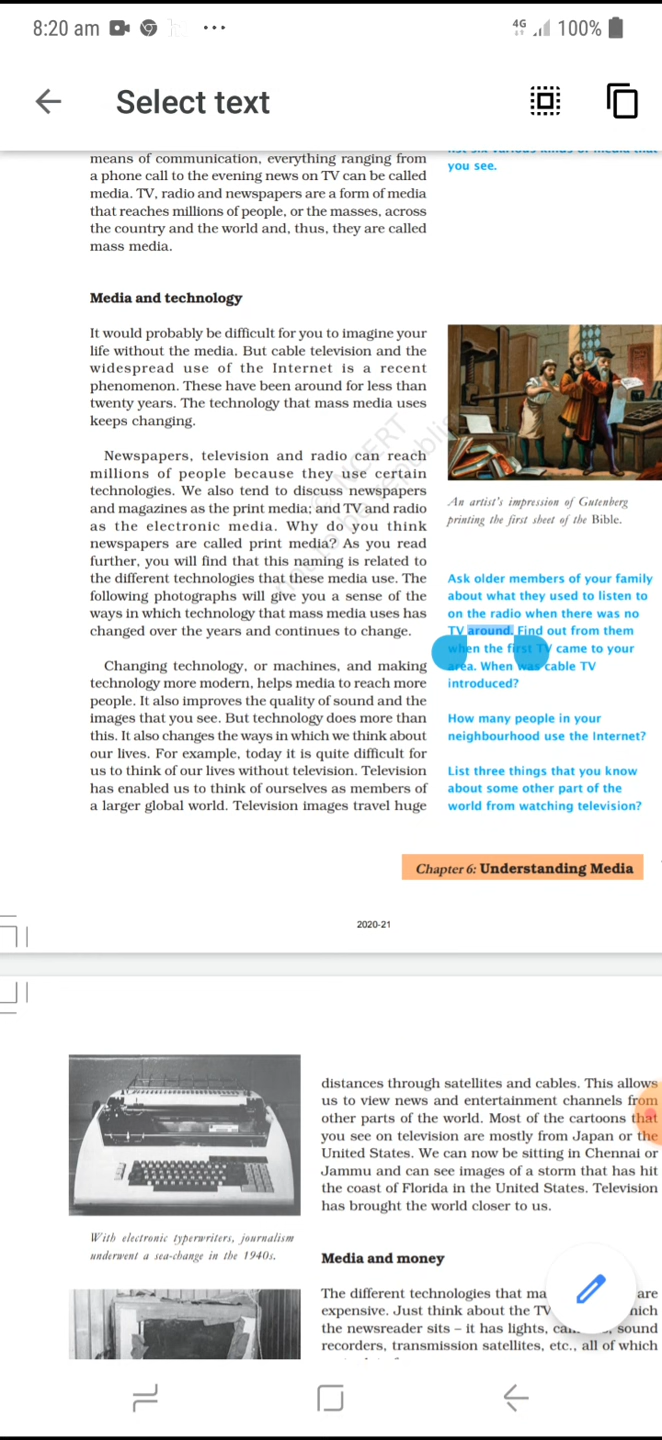 8:20 am
4G
100%
Select text
means of communication, everything ranging from
a phone call to the evening news on TV can be called
media. TV, radio and newspapers are a form of media
that reaches millions of people, or the masses, across
the country and the world and, thus, they are called
mass media.
you see.
Media and technology
It would probably be difficult for you to imagine your
life without the media. But cable television and the
widespread use of the Internet is a recent
phenomenon. These have been around for less than
twenty years. The technology that mass media uses
keeps changing.
Newspapers, television and radio can reach
millions of people because they use certain
technologies. We also tend to discuss newspapers
and magazines as the print media; and TV and radio
as the electronic media. Why do you think
newspapers are called print media? As you read
further, you will find that this naming is related to
the different technologies that these media use. The
following photographs will give you a sense of the
ways in which technology that mass media uses has
changed over the years and continues to change.
Changing technology, or machines, and making
technology more modern, helps media to reach more
people. It also improves the quality of sound and the
images that you see. But technology does more than
this. It also changes the ways in which we think about
our lives. For example, today it is quite difficult for
us to think of our lives without television. Television
has enabled us to think of ourselves as members of
a larger global world. Television images travel huge
An artist's impression of Gutenberg
printing the first sheet of the Bible.
Ask older members of your family
about what they used to listen to
on the radio when there was no
TV around. Find out from them
when the first TV came to your
area. When was cable TV
introduced?
How many people in your
neighbourhood use the Internet?
List three things that you know
about some other part of the
world from watching television?
Chapter 6: Understanding Media
2020-21
distances through satellites and cables. This allows
us to view news and entertainment channels from
other parts of the world. Most of the cartoons that
you see on television are mostly from Japan or the
United States. We can now be sitting in Chennai or
Jammu and can see images of a storm that has hit
the coast of Florida in the United States. Television
has brought the world closer to us.
With electronic typewriters, journalism
underwent a sea-change in the 1940s.
Media and money
The different technologies that ma are
expensive. Just think about the TV
the newsreader sits – it has lights, sound
recorders, transmission satellites, etc., all of which